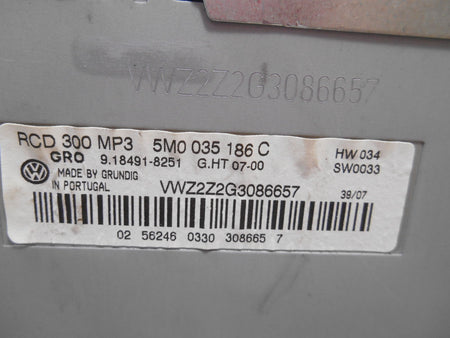 VWZ2Z2G3086657
RCD 300 MP3 5M0 035 186 C
GRO 9.18491-8251 G.HT 07-00 HW 034
MADE BY GRUNDIG SW0033
IN PORTUGAL VWZ2Z2G3086657 39/07
02 56246 0330 308665 7